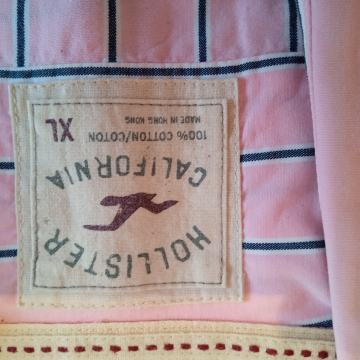 HOLLISTER
CALIFORNIA
100% COTTON/COTON
MADE IN HONG KONG
XL